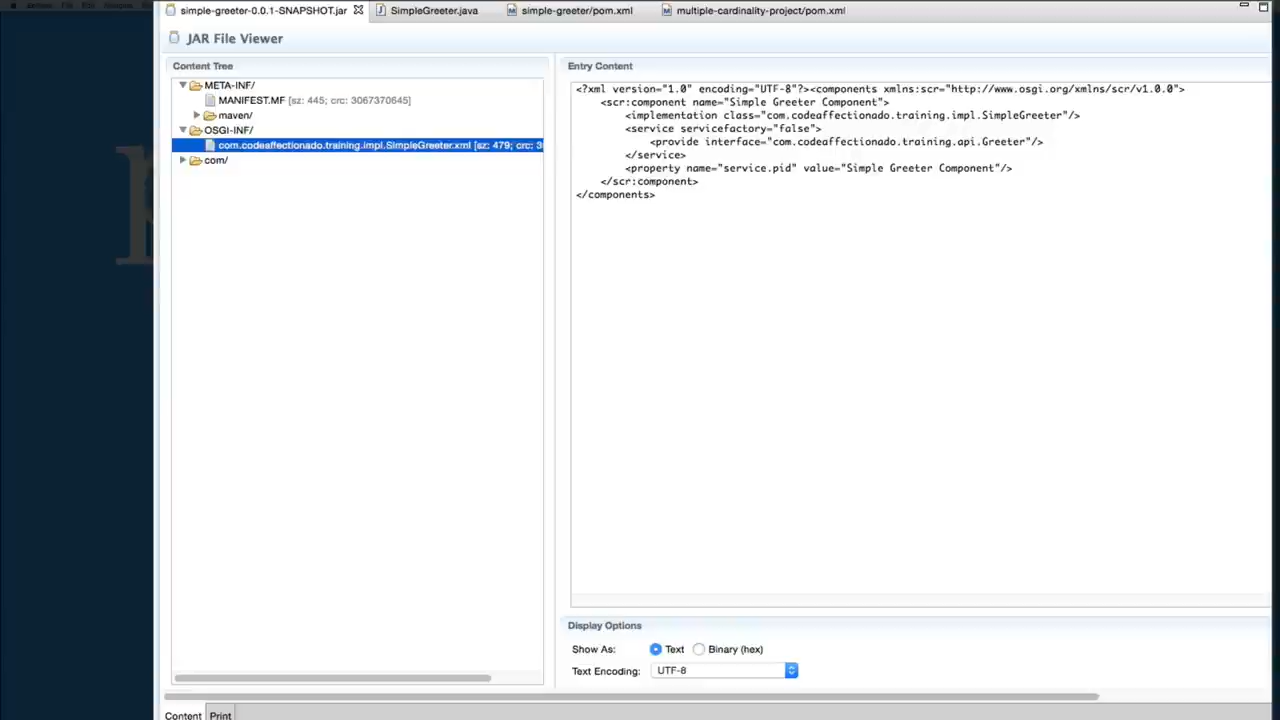 simple-greeter-0.0.1-SNAPSHOT.jar
SimpleGreeter.java
simple-greeter/pom.xml
multiple-cardinality-project/pom.xml
JAR File Viewer
Content Tree
META-INF/
MANIFEST.MF [sz: 445; crc: 3067370645]
maven/
OSGI-INF/
com.codeaffectionado.training.impl.SimpleGreeter.xml [sz: 479; crc: 3
com/
Entry Content
<?xml version="1.0" encoding="UTF-8"?><components xmlns:scr="http://www.osgi.org/xmlns/scr/v1.0.0">
<scr:component name="Simple Greeter Component">
<implementation class="com.codeaffectionado.training.impl.SimpleGreeter"/>
<service servicefactory="false">
<provide interface="com.codeaffectionado.training.api.Greeter"/>
</service>
<property name="service.pid" value="Simple Greeter Component"/>
</scr:component>
</components>
Display Options
Show As: Text Binary (hex)
Text Encoding: UTF-8
Content Print